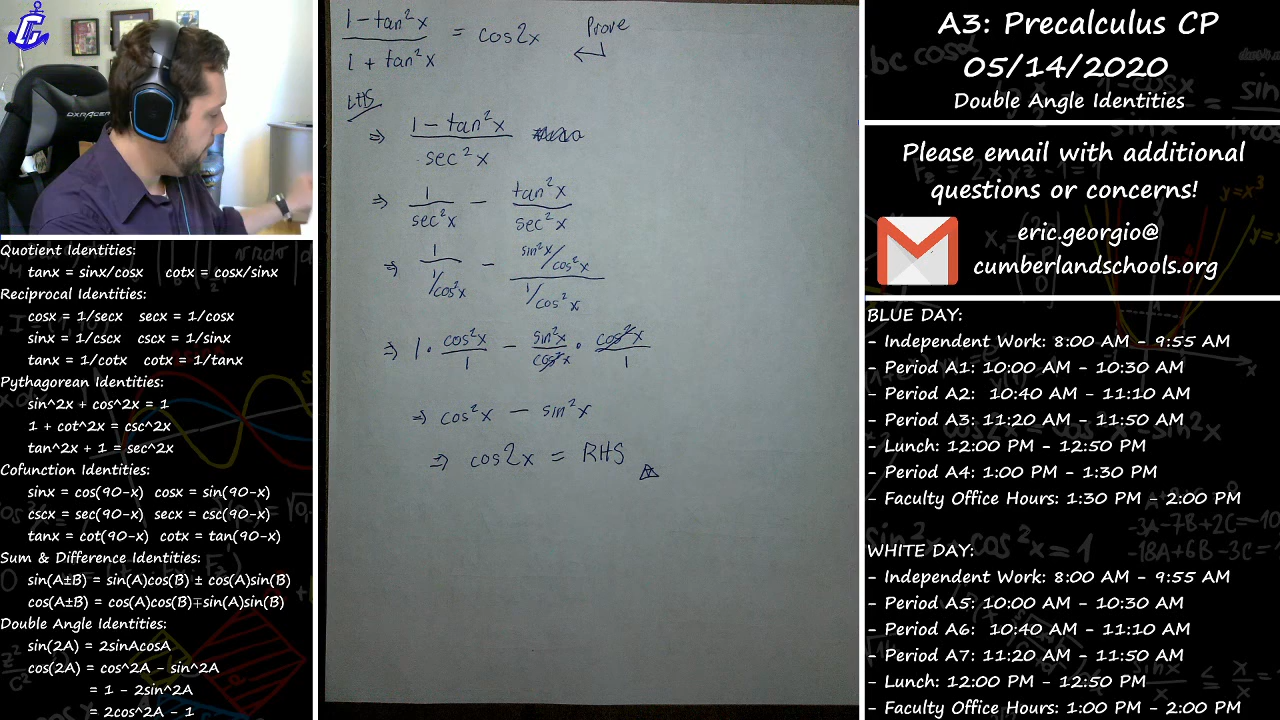 C
DXRACER
1 - tan²x / 1 + tan²x = cos2x Prove
LHS
⇒ 1 - tan²x / sec²x
⇒ 1/sec²x - tan²x/sec²x
⇒ 1 / 1/cos²x - sin²x/cos²x / 1/cos²x
⇒ 1 · cos²x/1 - sin²x/cos²x · cos²x/1
⇒ cos²x - sin²x
⇒ cos2x = RHS
Quotient Identities:
tanx = sinx/cosx cotx = cosx/sinx
Reciprocal Identities:
cosx = 1/secx secx = 1/cosx
sinx = 1/cscx cscx = 1/sinx
tanx = 1/cotx cotx = 1/tanx
Pythagorean Identities:
sin^2x + cos^2x = 1
1 + cot^2x = csc^2x
tan^2x + 1 = sec^2x
Cofunction Identities:
sinx = cos(90-x) cosx = sin(90-x)
cscx = sec(90-x) secx = csc(90-x)
tanx = cot(90-x) cotx = tan(90-x)
Sum & Difference Identities:
sin(A±B) = sin(A)cos(B) ± cos(A)sin(B)
cos(A±B) = cos(A)cos(B)∓sin(A)sin(B)
Double Angle Identities:
sin(2A) = 2sinAcosA
cos(2A) = cos^2A - sin^2A
= 1 - 2sin^2A
= 2cos^2A - 1
A3: Precalculus CP
05/14/2020
Double Angle Identities
Please email with additional
questions or concerns!
eric.georgio@
cumberlandschools.org
BLUE DAY:
- Independent Work: 8:00 AM - 9:55 AM
- Period A1: 10:00 AM - 10:30 AM
- Period A2: 10:40 AM - 11:10 AM
- Period A3: 11:20 AM - 11:50 AM
- Lunch: 12:00 PM - 12:50 PM
- Period A4: 1:00 PM - 1:30 PM
- Faculty Office Hours: 1:30 PM - 2:00 PM
WHITE DAY:
- Independent Work: 8:00 AM - 9:55 AM
- Period A5: 10:00 AM - 10:30 AM
- Period A6: 10:40 AM - 11:10 AM
- Period A7: 11:20 AM - 11:50 AM
- Lunch: 12:00 PM - 12:50 PM
- Faculty Office Hours: 1:00 PM - 2:00 PM